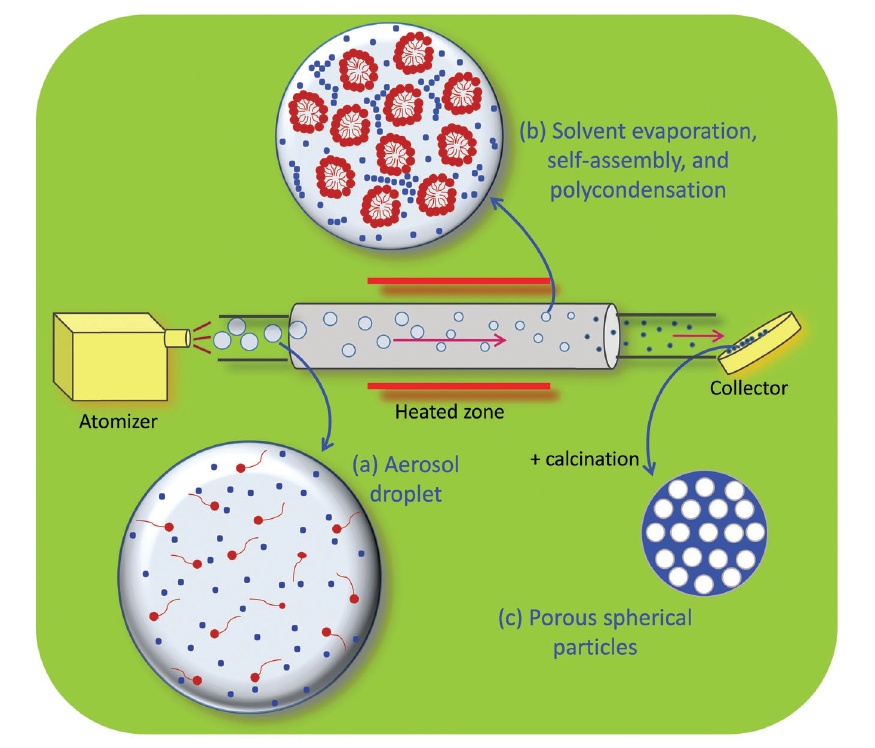 (b) Solvent evaporation,
self-assembly, and
polycondensation
Atomizer
Heated zone
Collector
(a) Aerosol
droplet
+ calcination
(c) Porous spherical
particles